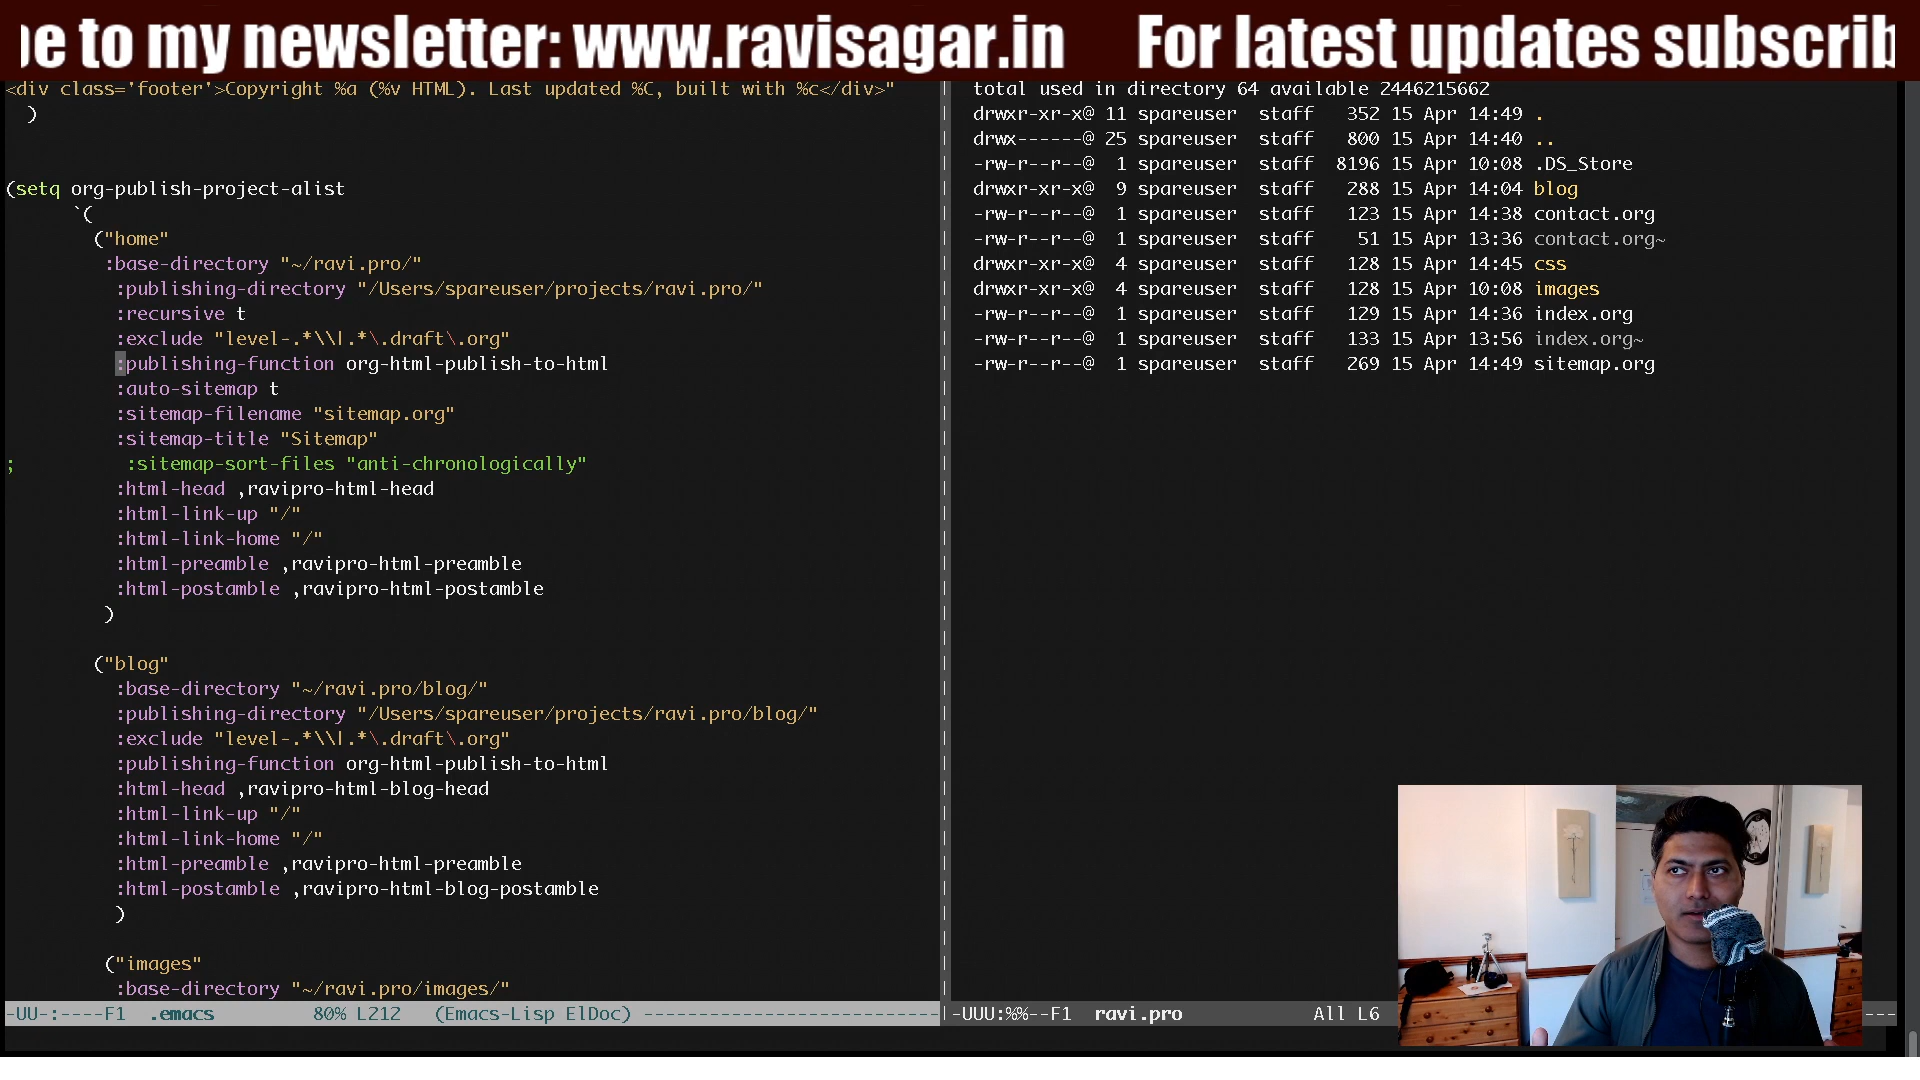 be to my newsletter: www.ravisagar.in For latest updates subscrib
<div class='footer'>Copyright %a (%v HTML). Last updated %C, built with %c</div>"
)
(setq org-publish-project-alist
`(
("home"
:base-directory "~/ravi.pro/"
:publishing-directory "/Users/spareuser/projects/ravi.pro/"
:recursive t
:exclude "level-.*\\|.*\.draft\.org"
:publishing-function org-html-publish-to-html
:auto-sitemap t
:sitemap-filename "sitemap.org"
:sitemap-title "Sitemap"
; :sitemap-sort-files "anti-chronologically"
:html-head ,ravipro-html-head
:html-link-up "/"
:html-link-home "/"
:html-preamble ,ravipro-html-preamble
:html-postamble ,ravipro-html-postamble
)
("blog"
:base-directory "~/ravi.pro/blog/"
:publishing-directory "/Users/spareuser/projects/ravi.pro/blog/"
:exclude "level-.*\\|.*\.draft\.org"
:publishing-function org-html-publish-to-html
:html-head ,ravipro-html-blog-head
:html-link-up "/"
:html-link-home "/"
:html-preamble ,ravipro-html-preamble
:html-postamble ,ravipro-html-blog-postamble
)
("images"
:base-directory "~/ravi.pro/images/"
-UU-:----F1 .emacs 80% L212 (Emacs-Lisp ElDoc) ---------------------------
total used in directory 64 available 2446215662
drwxr-xr-x@ 11 spareuser staff 352 15 Apr 14:49 .
drwx------@ 25 spareuser staff 800 15 Apr 14:40 ..
-rw-r--r--@ 1 spareuser staff 8196 15 Apr 10:08 .DS_Store
drwxr-xr-x@ 9 spareuser staff 288 15 Apr 14:04 blog
-rw-r--r--@ 1 spareuser staff 123 15 Apr 14:38 contact.org
-rw-r--r--@ 1 spareuser staff 51 15 Apr 13:36 contact.org~
drwxr-xr-x@ 4 spareuser staff 128 15 Apr 14:45 css
drwxr-xr-x@ 4 spareuser staff 128 15 Apr 10:08 images
-rw-r--r--@ 1 spareuser staff 129 15 Apr 14:36 index.org
-rw-r--r--@ 1 spareuser staff 133 15 Apr 13:56 index.org~
-rw-r--r--@ 1 spareuser staff 269 15 Apr 14:49 sitemap.org
-UUU:%%--F1 ravi.pro All L6 ---